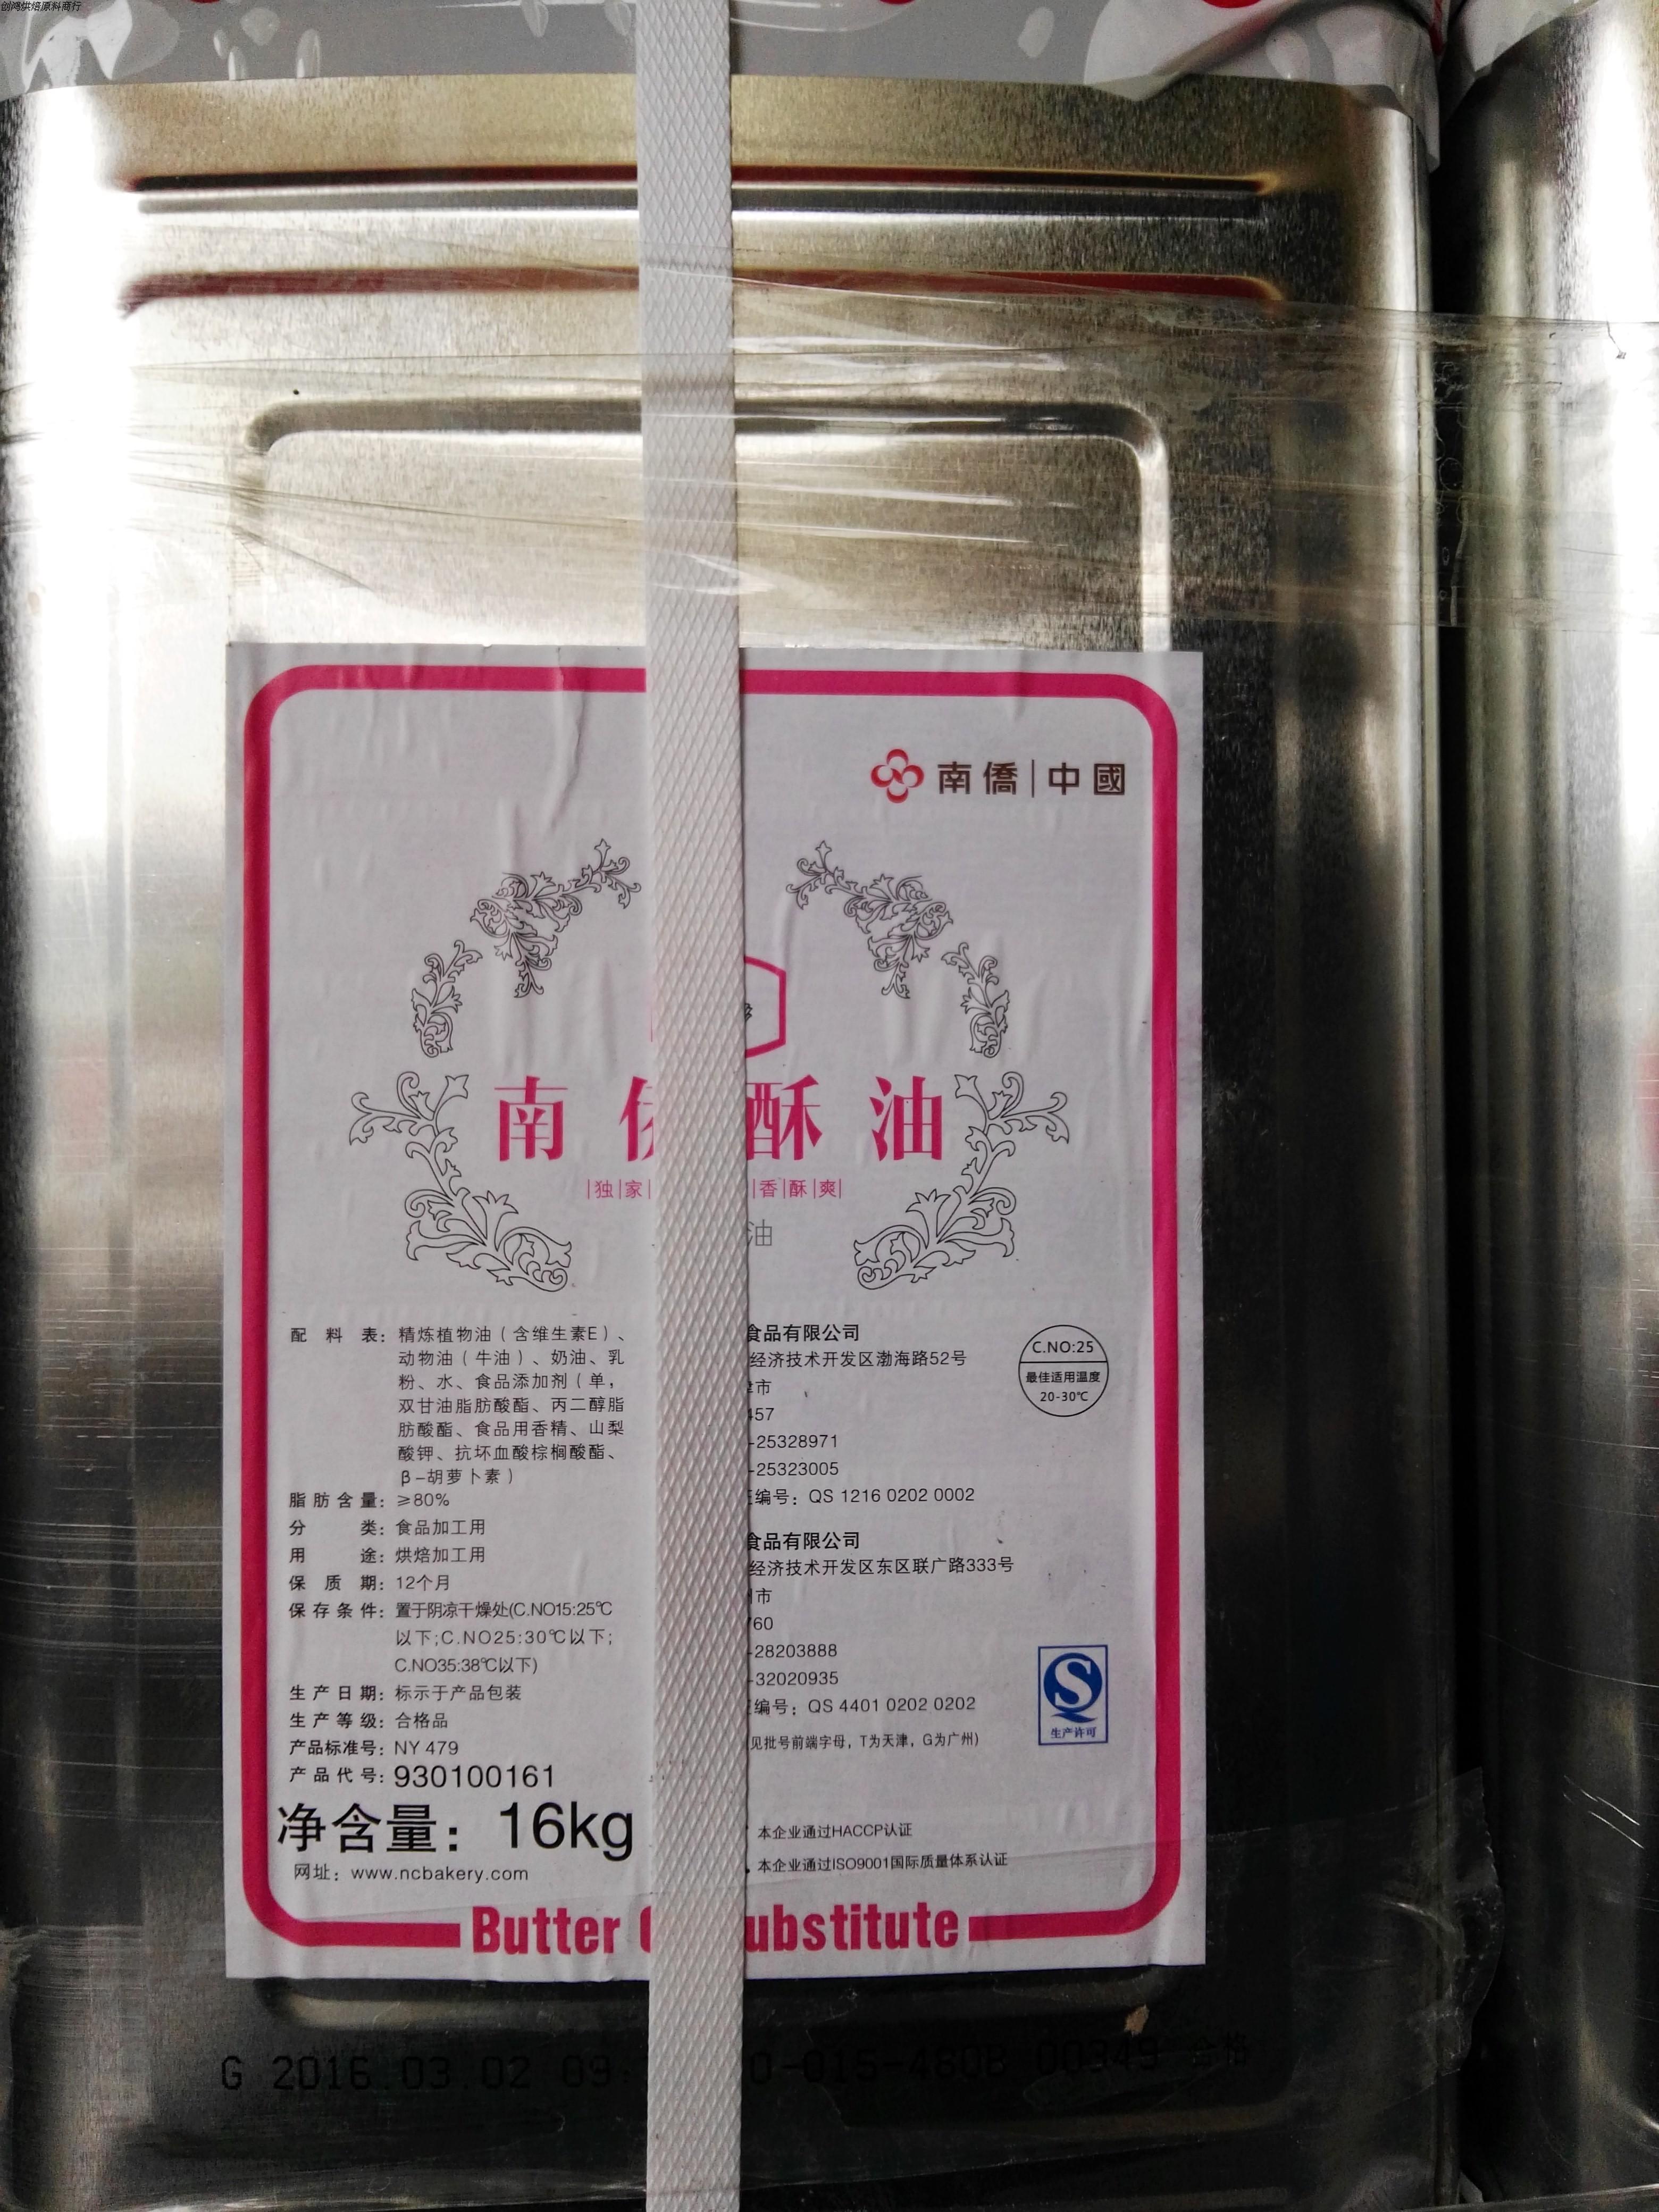 创鸿烘焙原料商行
南僑|中國
南 酥 油
|独|家| |香|酥|爽|
油
配料表：精炼植物油（含维生素E）、
动物油（牛油）、奶油、乳
粉、水、食品添加剂（单，
双甘油脂肪酸酯、丙二醇脂
肪酸酯、食品用香精、山梨
酸钾、抗坏血酸棕榈酸酯、
β-胡萝卜素）
脂肪含量：≥80%
分类：食品加工用
用途：烘焙加工用
保质期：12个月
保存条件：置于阴凉干燥处(C.NO15:25℃
以下;C.NO25:30℃以下;
C.NO35:38℃以下)
生产日期：标示于产品包装
生产等级：合格品
产品标准号：NY 479
产品代号：930100161
净含量：16kg
网址：www.ncbakery.com
食品有限公司
经济技术开发区渤海路52号
市
457
-25328971
-25323005
编号：QS 1216 0202 0002
食品有限公司
经济技术开发区东区联广路333号
市
760
-28203888
-32020935
编号：QS 4401 0202 0202
见批号前端字母，T为天津，G为广州)
C.NO:25
最佳适用温度
20-30℃
生产许可
本企业通过HACCP认证
本企业通过ISO9001国际质量体系认证
Butter ubstitute
G 2016.03.02 09: 0-015-460B 00349 合格